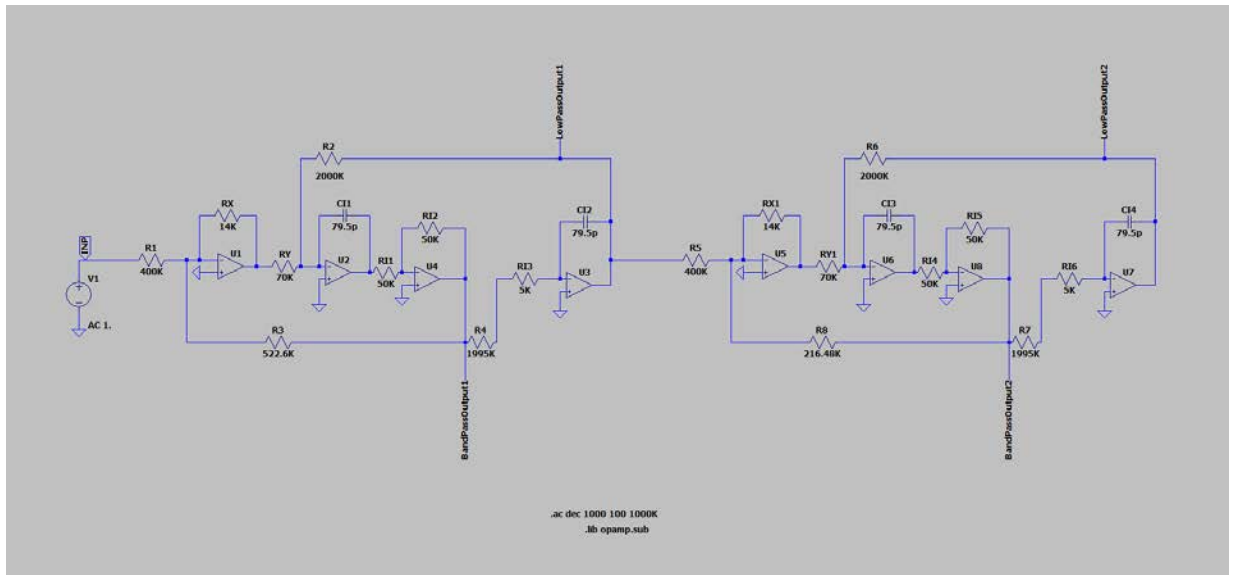 LowPassOutput1
LowPassOutput2
R2
2000K
R6
2000K
RX
14K
CI1
79.5p
RI2
50K
CI2
79.5p
RX1
14K
CI3
79.5p
RI5
50K
CI4
79.5p
INP
R1
400K
U1
RY
70K
U2
RI1
50K
U4
RI3
5K
U3
R5
400K
U5
RY1
70K
U6
RI4
50K
U8
RI6
5K
U7
V1
AC 1.
R3
522.6K
R4
1995K
R8
216.48K
R7
1995K
BandPassOutput1
BandPassOutput2
.ac dec 1000 100 1000K
.lib opamp.sub